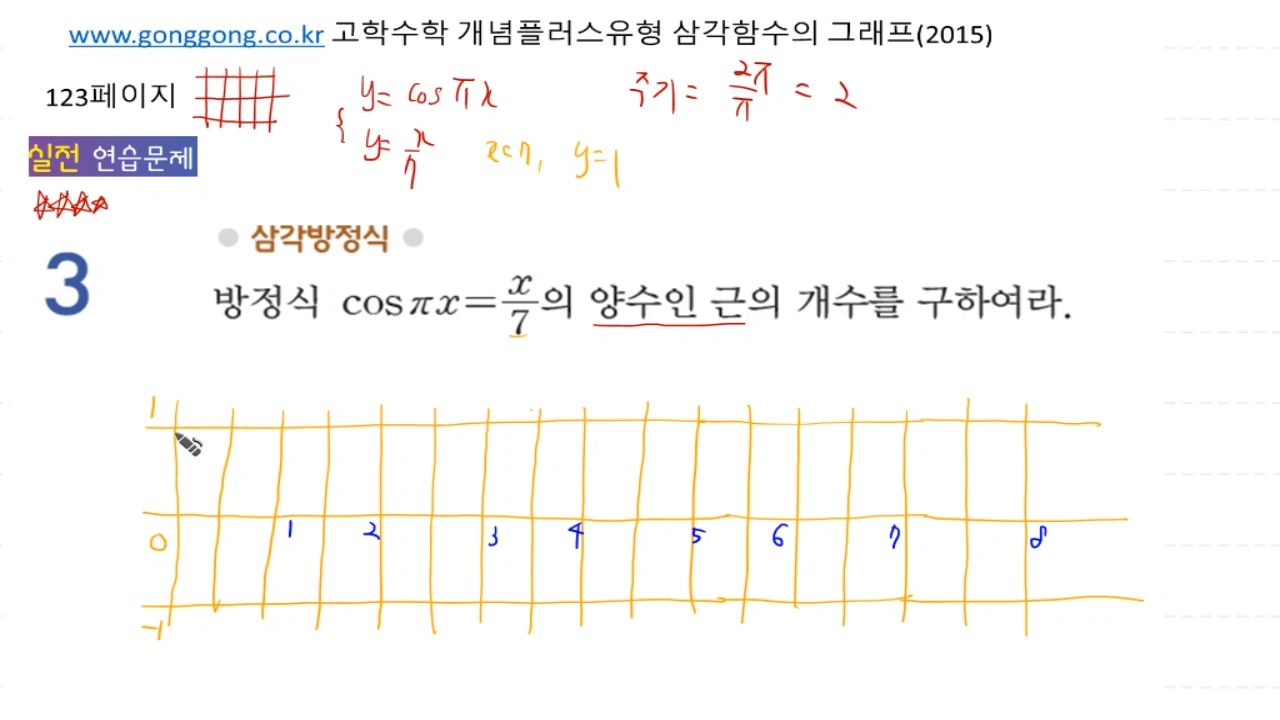 www.gonggong.co.kr 고학수학 개념플러스유형 삼각함수의 그래프(2015)
123페이지
y= cos πx
주기= 2π/π = 2
y= x/7
x=7, y=1
실전 연습문제
삼각방정식
3
방정식 cosπx=x/7의 양수인 근의 개수를 구하여라.
1
0 1 2 3 4 5 6 7 8
-1